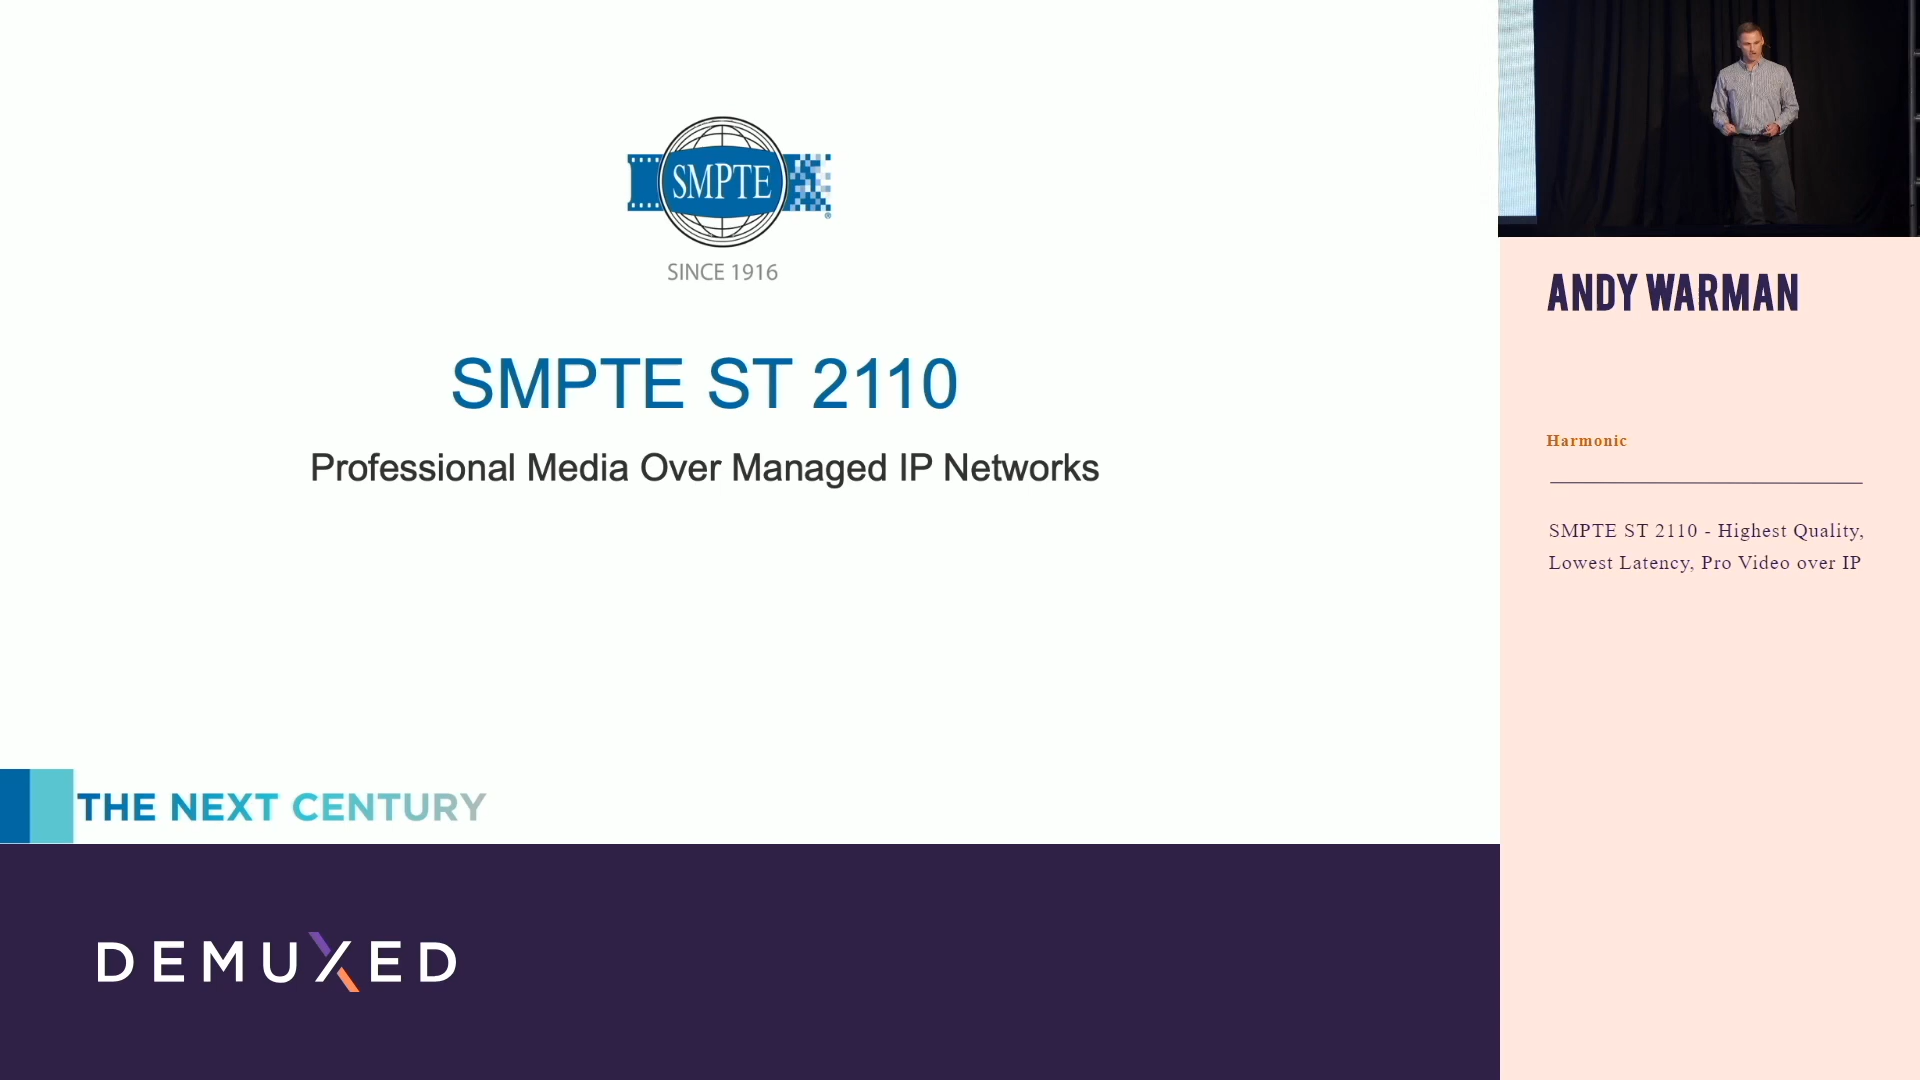 SMPTE
SINCE 1916
SMPTE ST 2110
Professional Media Over Managed IP Networks
THE NEXT CENTURY
DEMUXED
ANDY WARMAN
Harmonic
SMPTE ST 2110 - Highest Quality,
Lowest Latency, Pro Video over IP